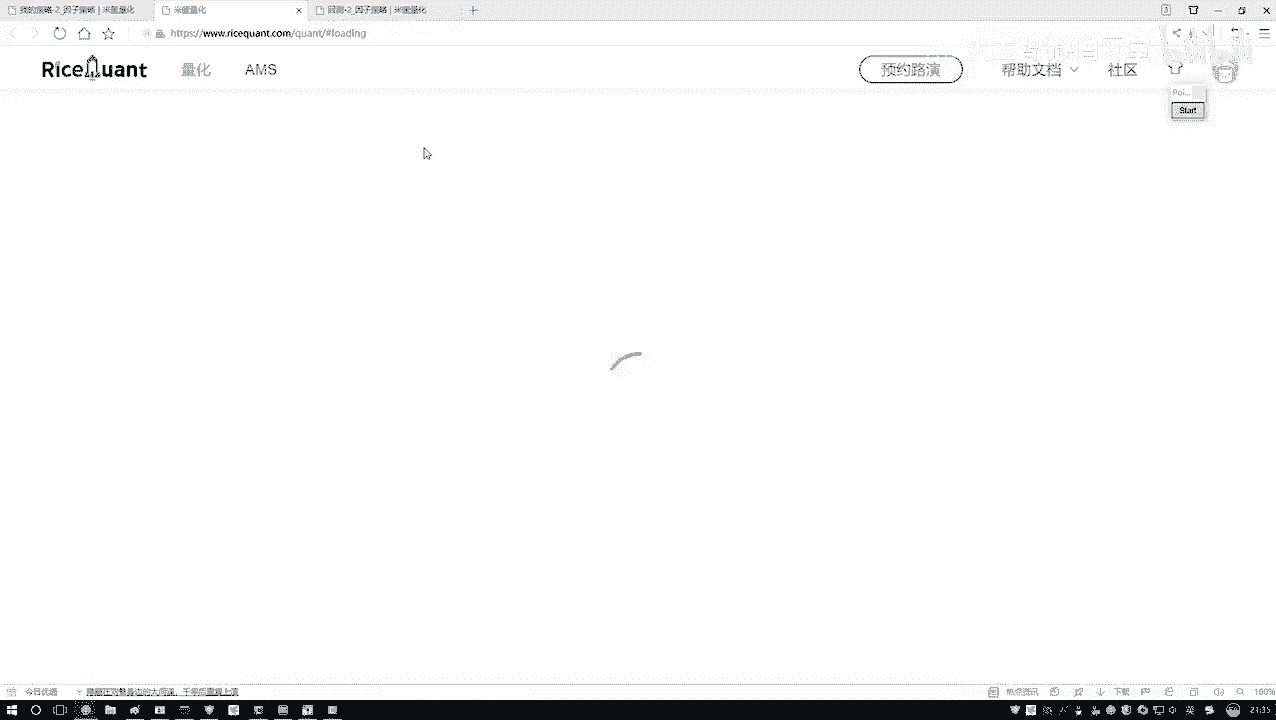 我的策略-2_因子策略 | 米筐量化
米筐量化
回测-2_因子策略 | 米筐量化
3
https://www.ricequant.com/quant/#loading
RiceQuant
量化
AMS
预约路演
帮助文档
社区
Poi...
Start
今日优选
热点资讯
下载
160%
23:35